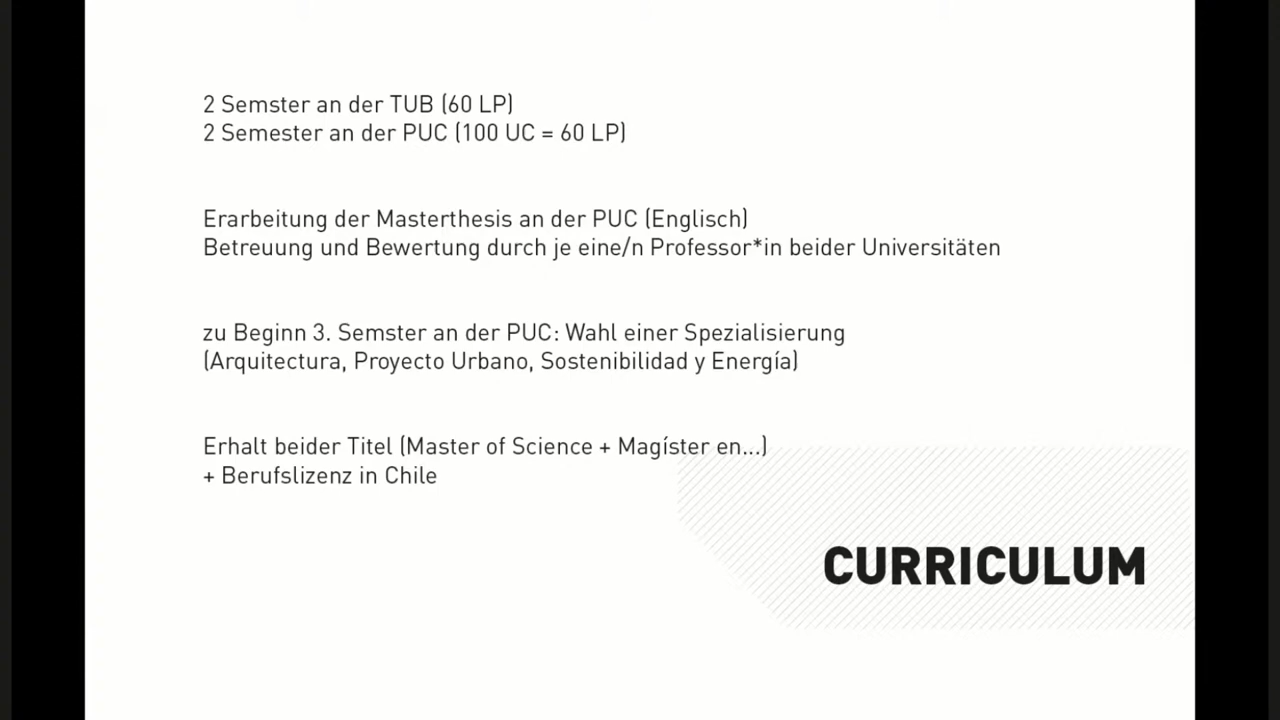 2 Semster an der TUB (60 LP)
2 Semester an der PUC (100 UC = 60 LP)
Erarbeitung der Masterthesis an der PUC (Englisch)
Betreuung und Bewertung durch je eine/n Professor*in beider Universitäten
zu Beginn 3. Semster an der PUC: Wahl einer Spezialisierung
(Arquitectura, Proyecto Urbano, Sostenibilidad y Energía)
Erhalt beider Titel (Master of Science + Magíster en...)
+ Berufslizenz in Chile
CURRICULUM